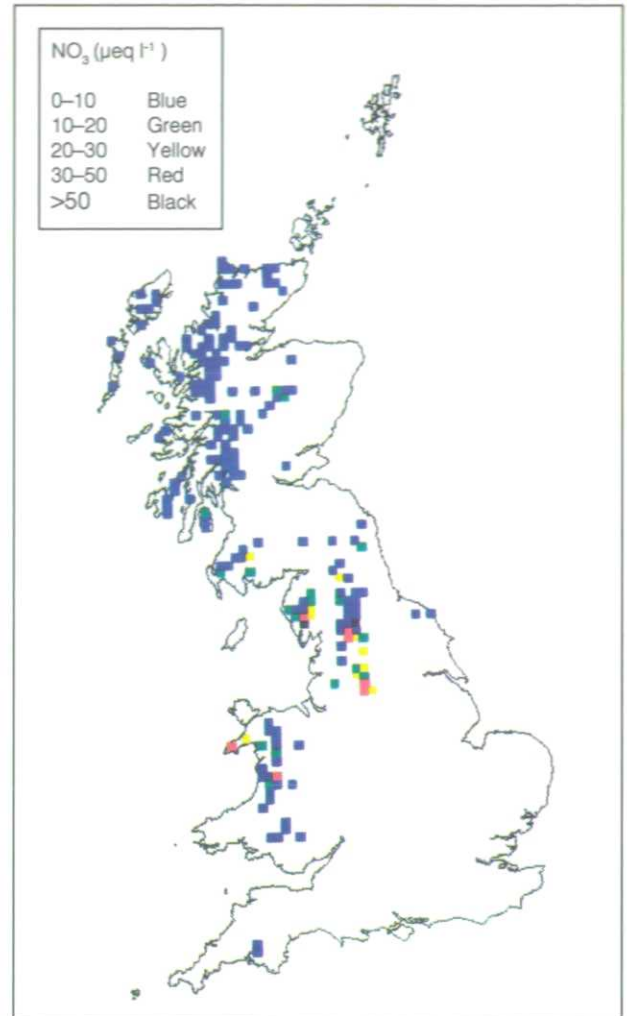 NO₃ (µeq l⁻¹ )
0–10 Blue
10–20 Green
20–30 Yellow
30–50 Red
>50 Black